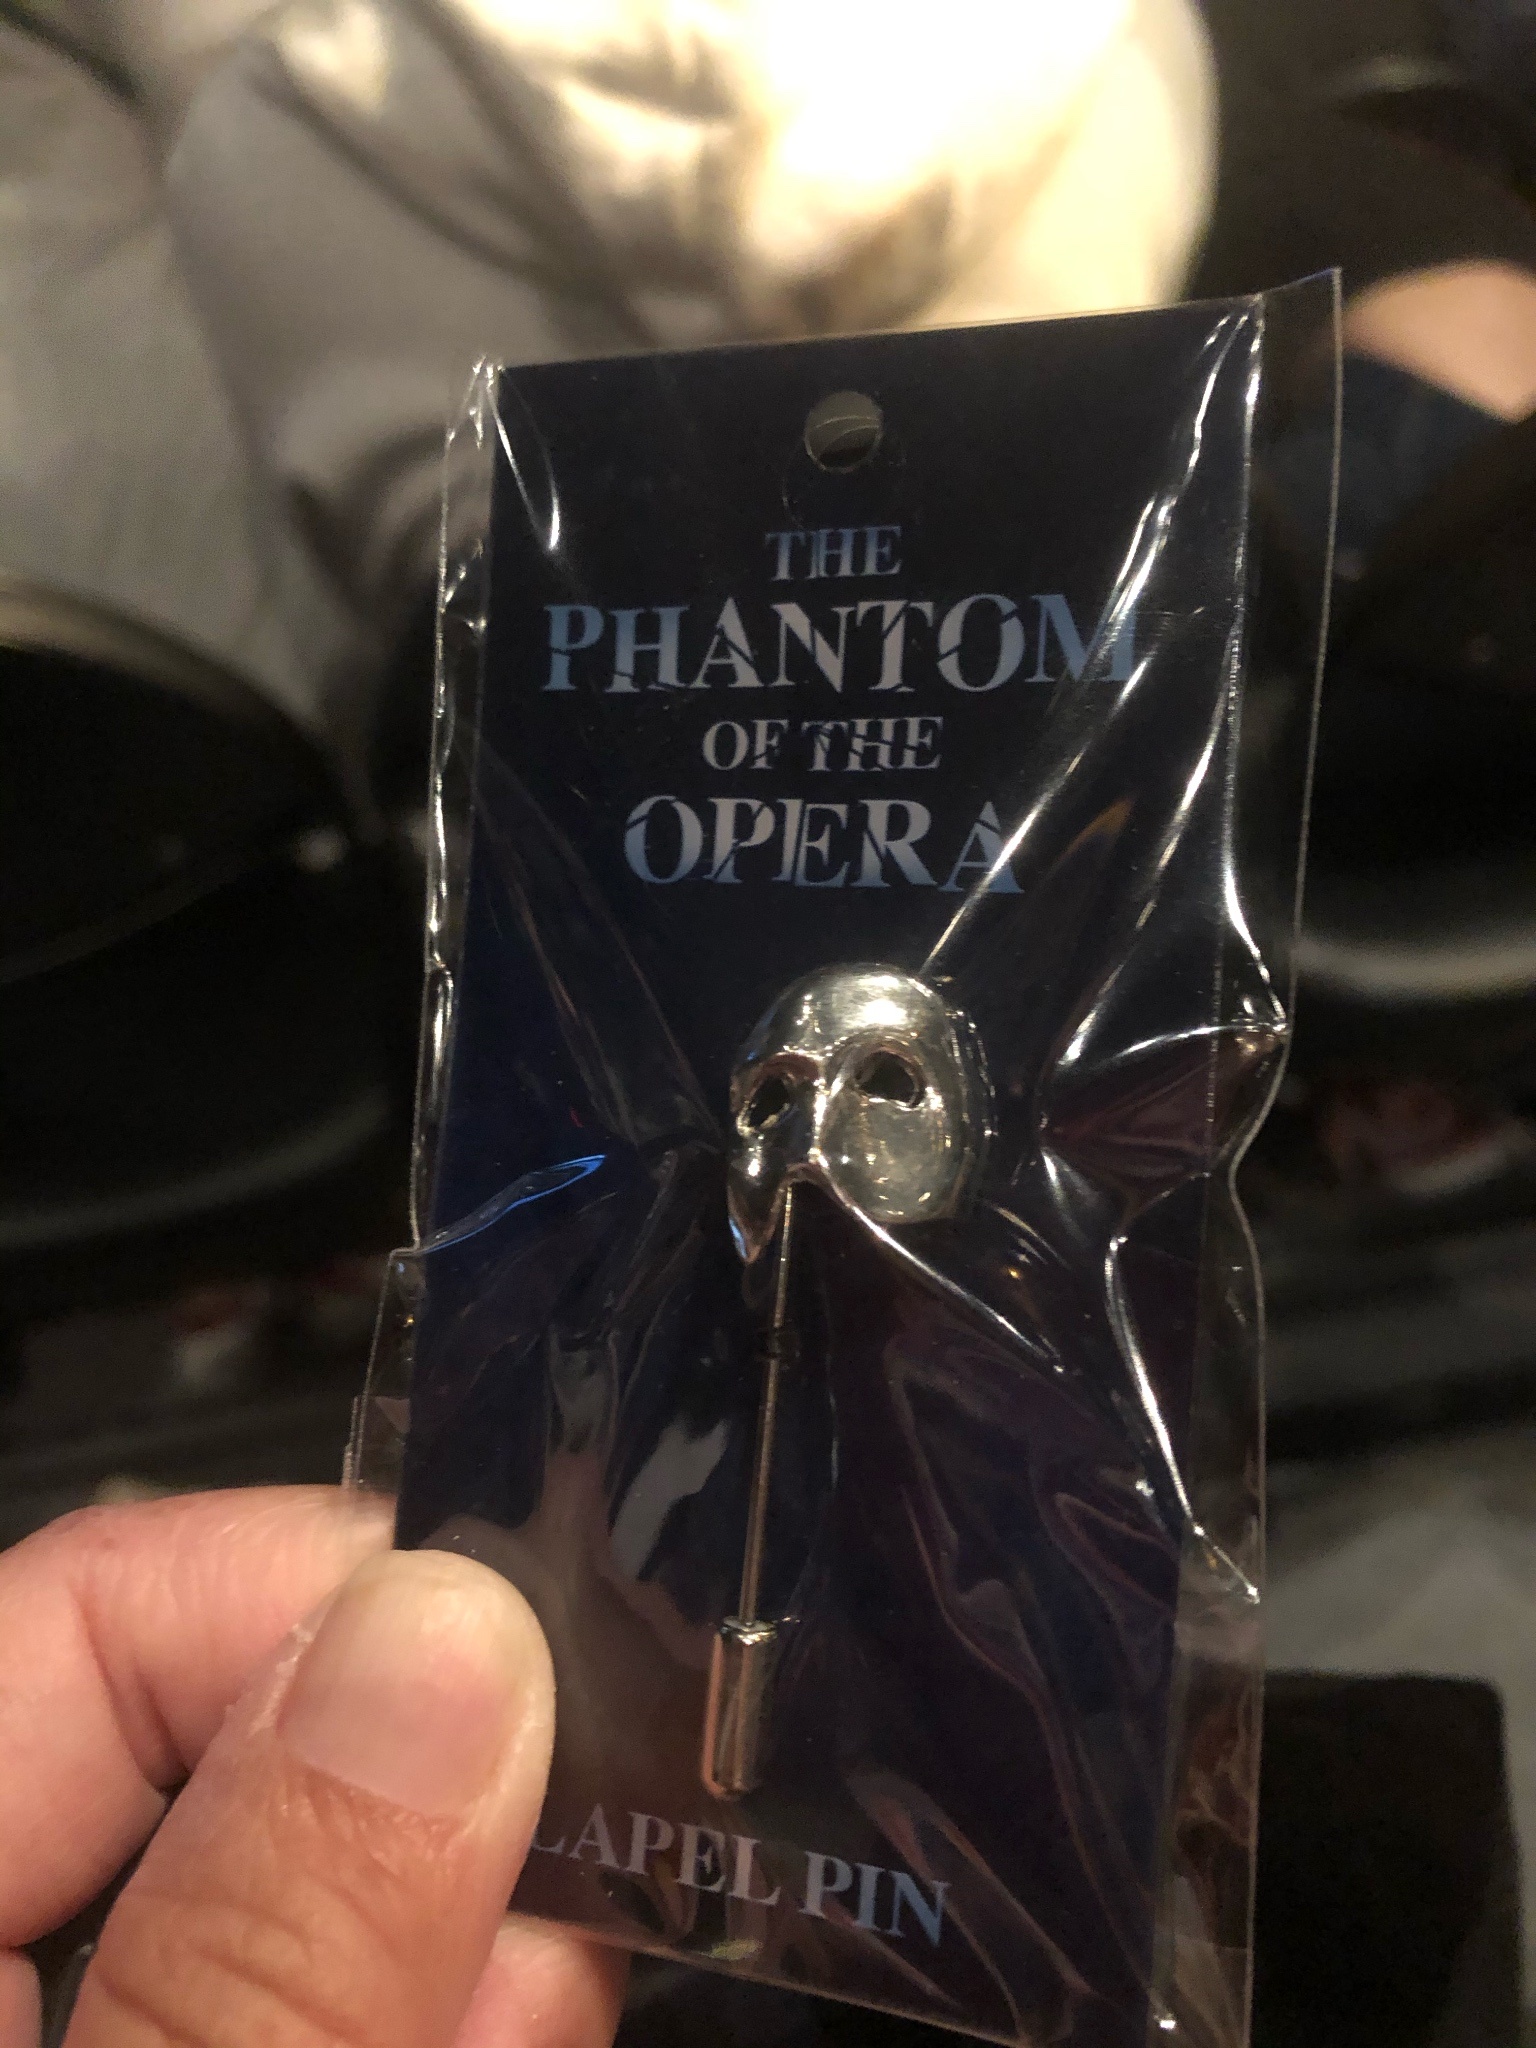 THE
PHANTOM
OF THE
OPERA
LAPEL PIN